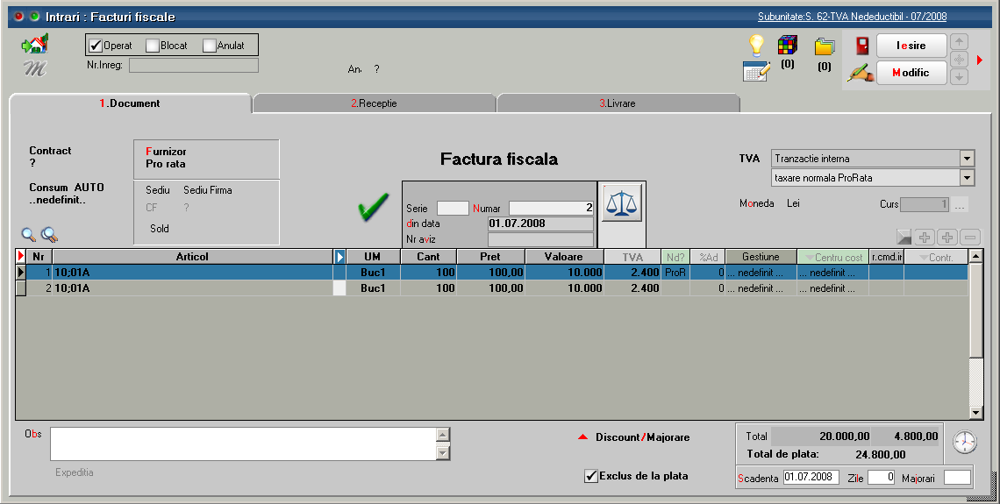 Intrari : Facturi fiscale
Subunitate:S. 62-TVA Nedeductibil - 07/2008
Operat Blocat Anulat
Nr.Inreg:
An. ?
(0) (0)
Iesire
Modific
1.Document 2.Receptie 3.Livrare
Contract
?
Consum AUTO
..nedefinit..
Furnizor
Pro rata
Sediu Sediu Firma
CF ?
Sold
Factura fiscala
Serie Numar 2
din data 01.07.2008
Nr aviz
TVA Tranzactie interna
taxare normala ProRata
Moneda Lei Curs 1 ...
Nr Articol UM Cant Pret Valoare TVA Nd? %Ad Gestiune Centru cost r.cmd.ir Contr.
1 10;01A Buc1 100 100,00 10.000 2.400 ProR 0 ... nedefinit ... ... nedefinit ...
2 10;01A Buc1 100 100,00 10.000 2.400 0 ... nedefinit ... ... nedefinit ...
Obs
Expeditia
Discount/Majorare
Exclus de la plata
Total 20.000,00 4.800,00
Total de plata: 24.800,00
Scadenta 01.07.2008 Zile 0 Majorari